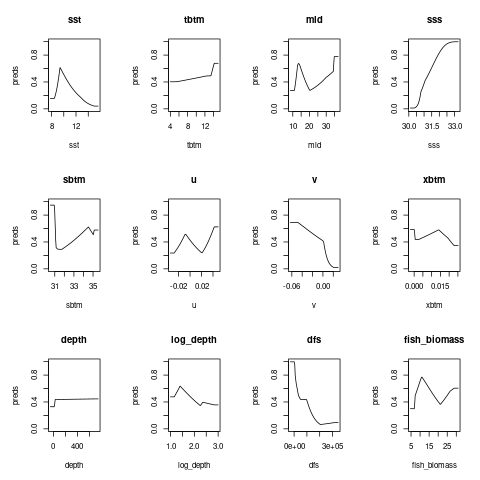 sst
tbtm
mld
sss
preds
0.0 0.4 0.8
8 12
sst
preds
0.0 0.4 0.8
4 6 8 12
tbtm
preds
0.0 0.4 0.8
10 20 30
mld
preds
0.0 0.4 0.8
30.0 31.5 33.0
sss
sbtm
u
v
xbtm
preds
0.0 0.4 0.8
31 33 35
sbtm
preds
0.0 0.4 0.8
-0.02 0.02
u
preds
0.0 0.4 0.8
-0.06 0.00
v
preds
0.0 0.4 0.8
0.000 0.015
xbtm
depth
log_depth
dfs
fish_biomass
preds
0.0 0.4 0.8
0 400
depth
preds
0.0 0.4 0.8
1.0 2.0 3.0
log_depth
preds
0.0 0.4 0.8
0e+00 3e+05
dfs
preds
0.0 0.4 0.8
5 15 25
fish_biomass